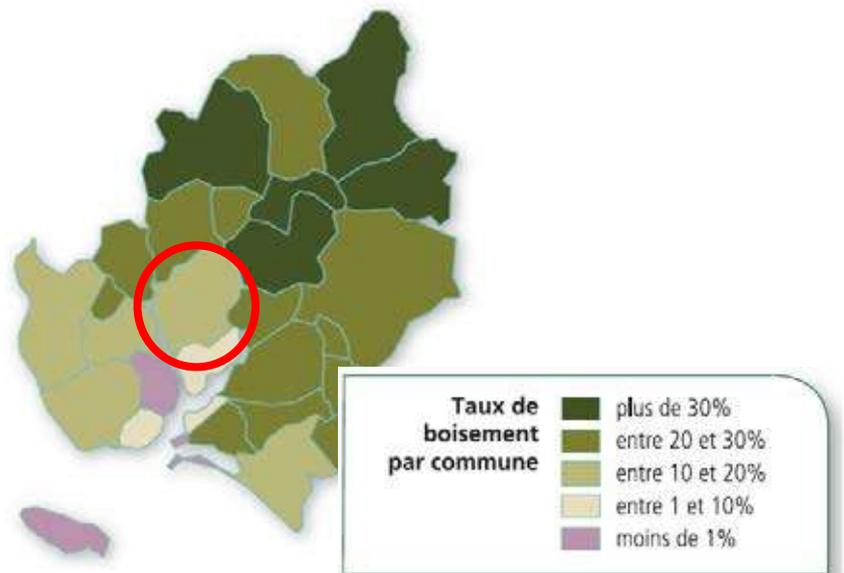 Taux de
boisement
par commune
plus de 30%
entre 20 et 30%
entre 10 et 20%
entre 1 et 10%
moins de 1%